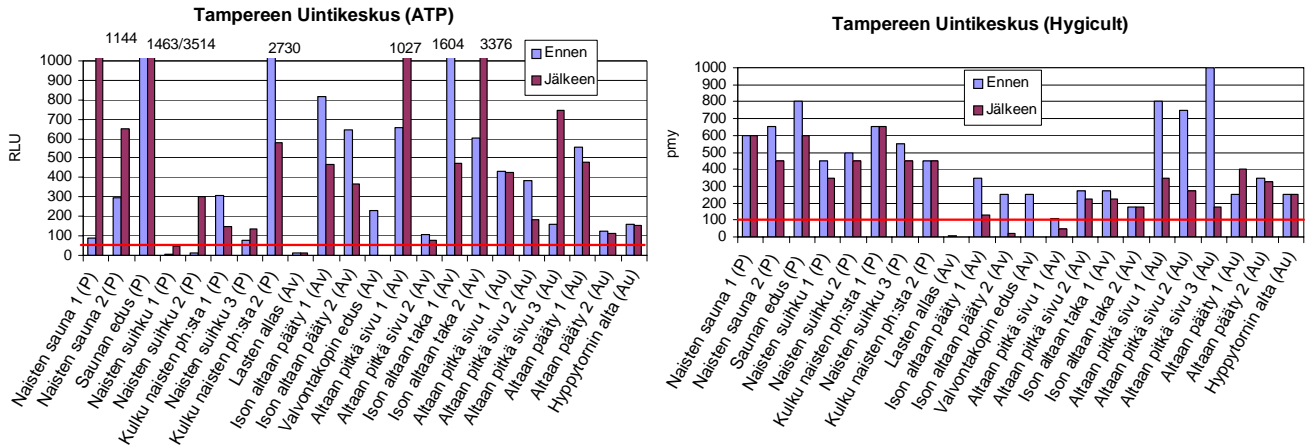 Tampereen Uintikeskus (ATP)
1144 1463/3514 2730 1027 1604 3376
Ennen
Jälkeen
RLU
1000
900
800
700
600
500
400
300
200
100
0
Naisten sauna 1 (P)
Naisten sauna 2 (P)
Saunan edus (P)
Naisten suihku 1 (P)
Naisten suihku 2 (P)
Kulku naisten ph:sta 1 (P)
Naisten suihku 3 (P)
Kulku naisten ph:sta 2 (P)
Lasten allas (Av)
Ison altaan pääty 1 (Av)
Ison altaan pääty 2 (Av)
Valvontakopin edus (Av)
Altaan pitkä sivu 1 (Av)
Altaan pitkä sivu 2 (Av)
Ison altaan taka 1 (Av)
Ison altaan taka 2 (Av)
Altaan pitkä sivu 1 (Au)
Altaan pitkä sivu 2 (Au)
Altaan pitkä sivu 3 (Au)
Altaan pääty 1 (Au)
Altaan pääty 2 (Au)
Hyppytornin alta (Au)
Tampereen Uintikeskus (Hygicult)
Ennen
Jälkeen
pmy
1000
900
800
700
600
500
400
300
200
100
0
Naisten sauna 1 (P)
Naisten sauna 2 (P)
Saunan edus (P)
Naisten suihku 1 (P)
Naisten suihku 2 (P)
Kulku naisten ph:sta 1 (P)
Naisten suihku 3 (P)
Kulku naisten ph:sta 2 (P)
Lasten allas (Av)
Ison altaan pääty 1 (Av)
Ison altaan pääty 2 (Av)
Valvontakopin edus (Av)
Altaan pitkä sivu 1 (Av)
Altaan pitkä sivu 2 (Av)
Ison altaan taka 1 (Av)
Ison altaan taka 2 (Av)
Altaan pitkä sivu 1 (Au)
Altaan pitkä sivu 2 (Au)
Altaan pitkä sivu 3 (Au)
Altaan pääty 1 (Au)
Altaan pääty 2 (Au)
Hyppytornin alta (Au)